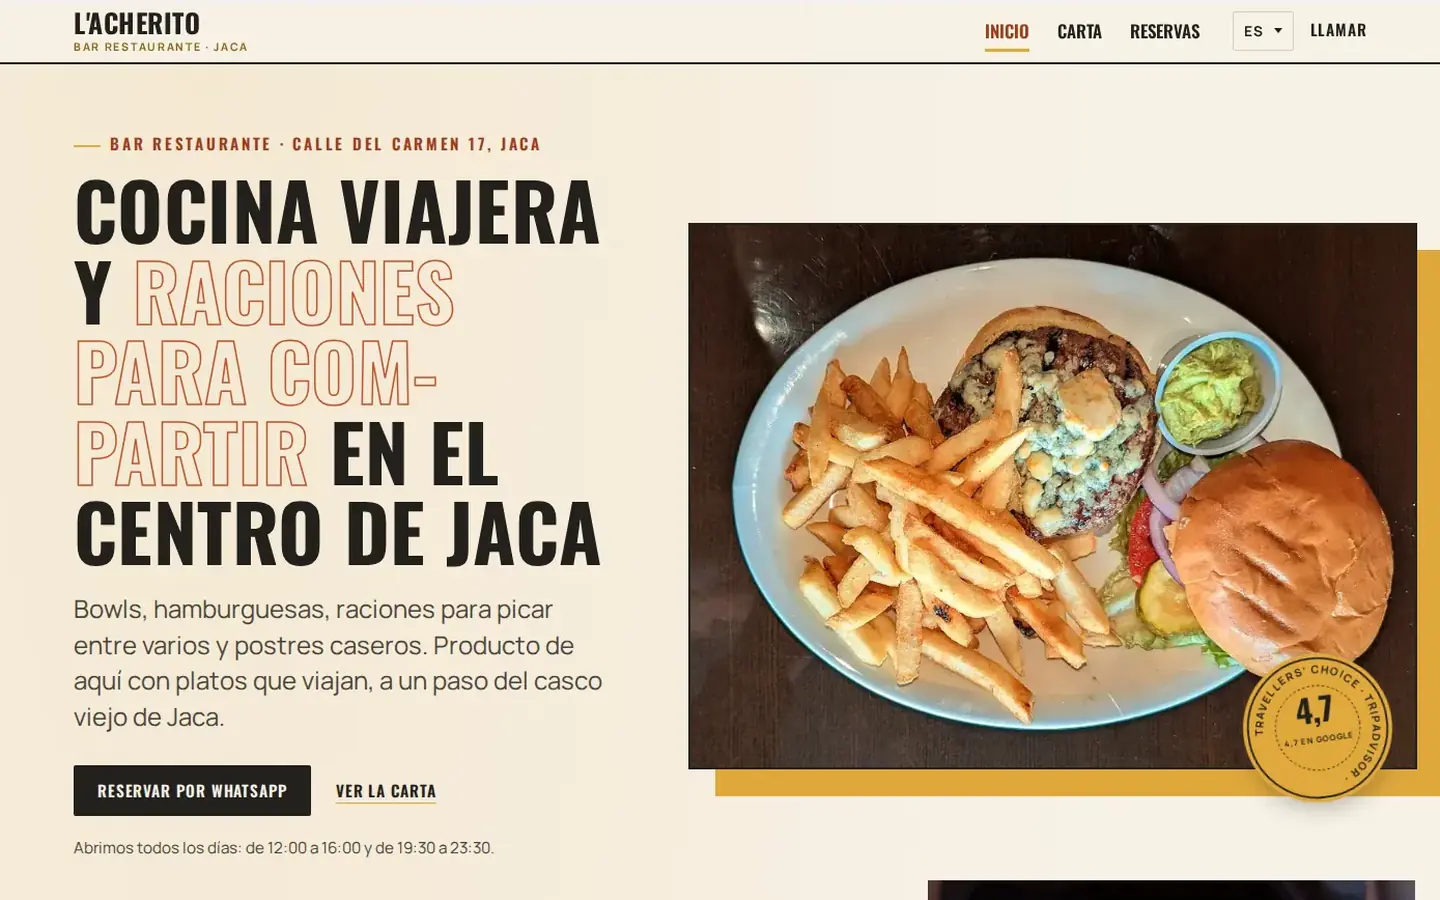 L'ACHERITO
BAR RESTAURANTE · JACA
INICIO
CARTA
RESERVAS
ES
LLAMAR
BAR RESTAURANTE · CALLE DEL CARMEN 17, JACA
COCINA VIAJERA
Y RACIONES
PARA COM-
PARTIR EN EL
CENTRO DE JACA
Bowls, hamburguesas, raciones para picar
entre varios y postres caseros. Producto de
aquí con platos que viajan, a un paso del casco
viejo de Jaca.
RESERVAR POR WHATSAPP
VER LA CARTA
Abrimos todos los días: de 12:00 a 16:00 y de 19:30 a 23:30.
TRAVELLERS' CHOICE · TRIPADVISOR ·
4,7
4,7 EN GOOGLE